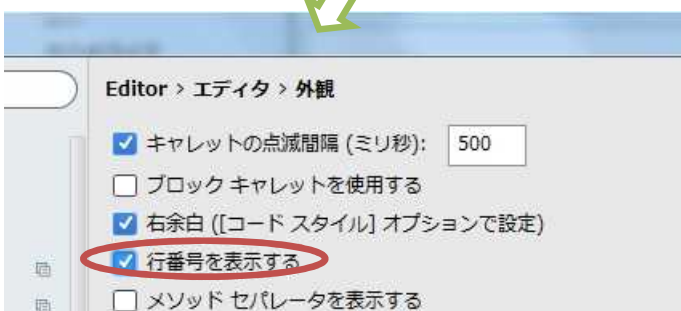 Editor > エディタ > 外観
キャレットの点滅間隔 (ミリ秒): 500
ブロック キャレットを使用する
右余白 ([コード スタイル] オプションで設定)
行番号を表示する
メソッド セパレータを表示する